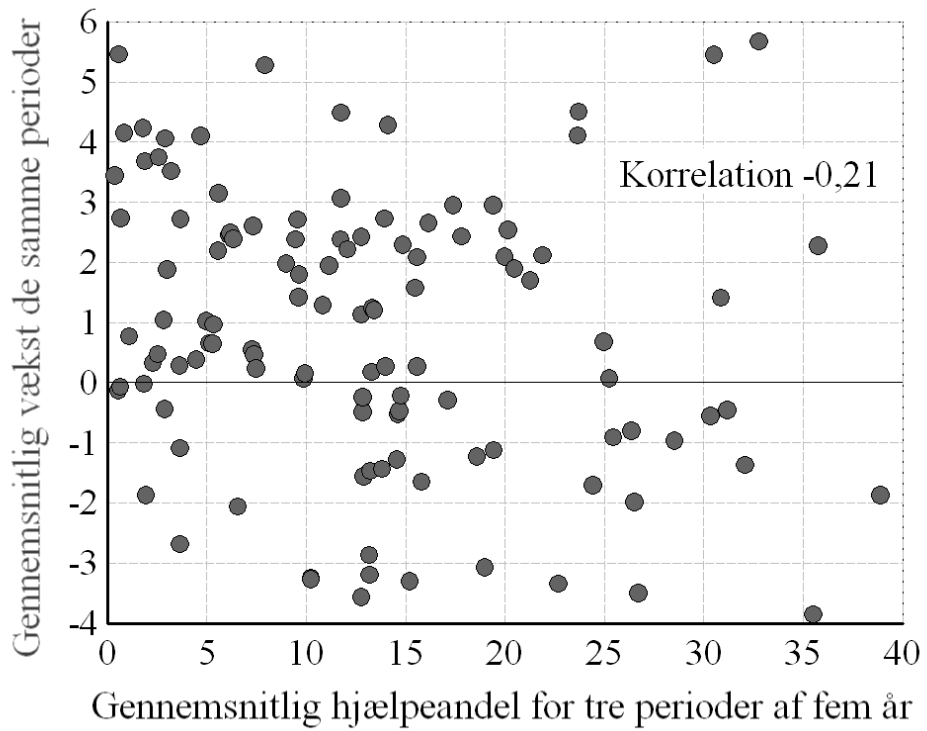 Gennemsnitlig vækst de samme perioder
6
5
4
3
2
1
0
-1
-2
-3
-4
Korrelation -0,21
0 5 10 15 20 25 30 35 40
Gennemsnitlig hjælpeandel for tre perioder af fem år